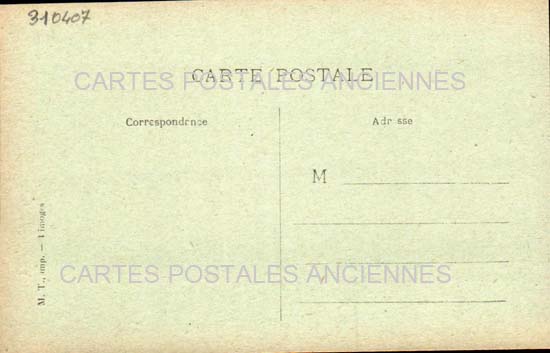 310407
CARTE POSTALE
CARTES POSTALES ANCIENNES
Correspondance
Adresse
M
M. T., imp. — Limoges
CARTES POSTALES ANCIENNES